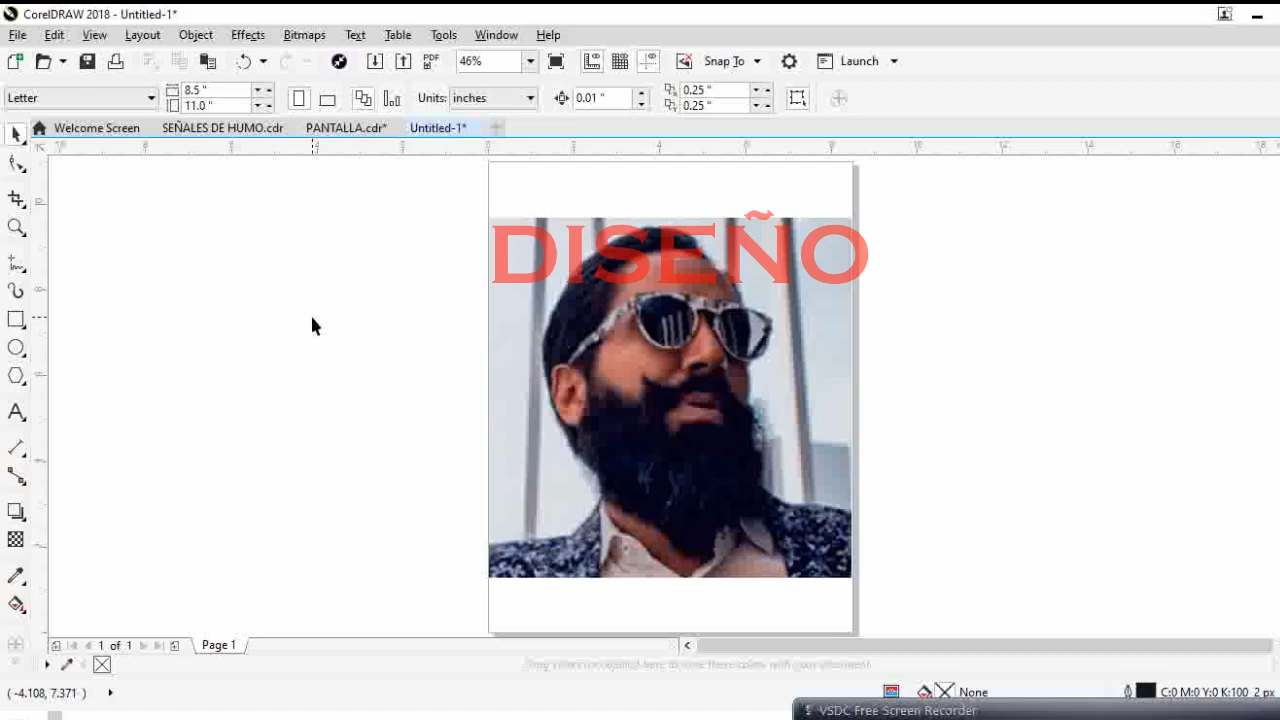 CorelDRAW 2018 - Untitled-1*
File Edit View Layout Object Effects Bitmaps Text Table Tools Window Help
PDF 46% Snap To Launch
Letter 8.5 " 11.0 " Units: inches 0.01 " 0.25 " 0.25 "
Welcome Screen SEÑALES DE HUMO.cdr PANTALLA.cdr* Untitled-1*
DISEÑO
1 of 1 Page 1
( -4.108, 7.371 ) None C:0 M:0 Y:0 K:100 2 px
VSDC Free Screen Recorder